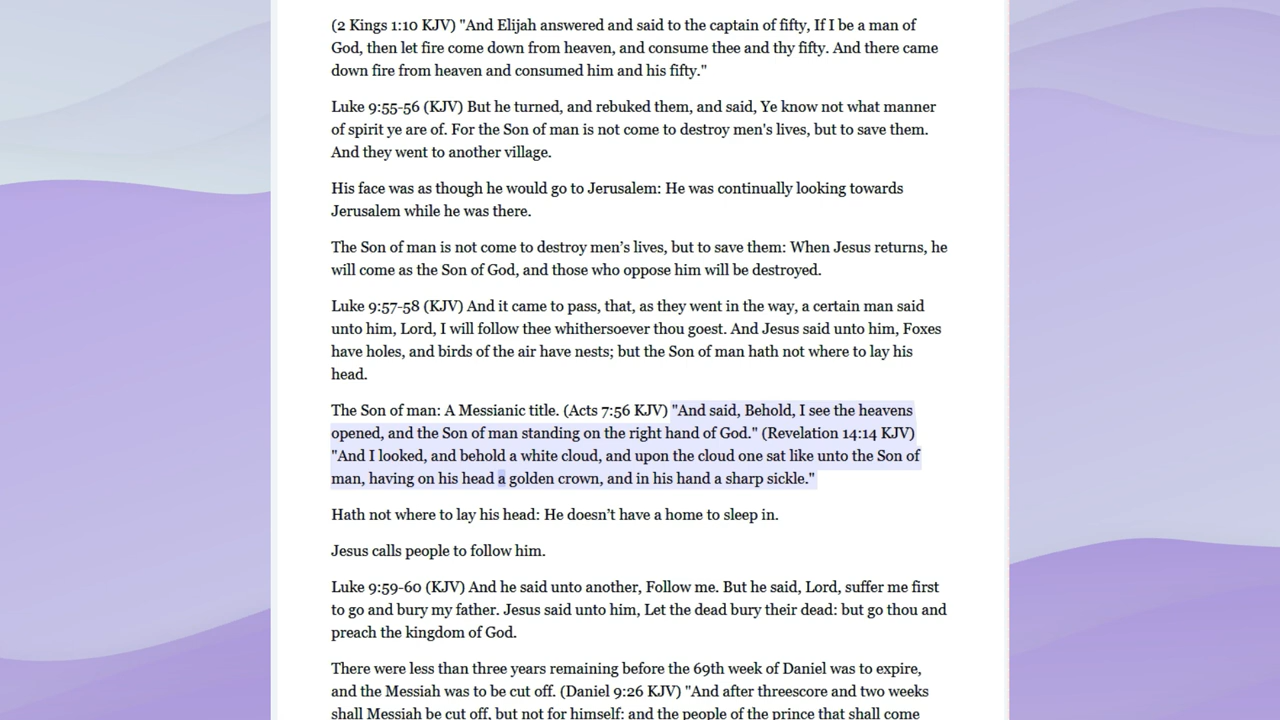 (2 Kings 1:10 KJV) "And Elijah answered and said to the captain of fifty, If I be a man of
God, then let fire come down from heaven, and consume thee and thy fifty. And there came
down fire from heaven and consumed him and his fifty."
Luke 9:55-56 (KJV) But he turned, and rebuked them, and said, Ye know not what manner
of spirit ye are of. For the Son of man is not come to destroy men's lives, but to save them.
And they went to another village.
His face was as though he would go to Jerusalem: He was continually looking towards
Jerusalem while he was there.
The Son of man is not come to destroy men’s lives, but to save them: When Jesus returns, he
will come as the Son of God, and those who oppose him will be destroyed.
Luke 9:57-58 (KJV) And it came to pass, that, as they went in the way, a certain man said
unto him, Lord, I will follow thee whithersoever thou goest. And Jesus said unto him, Foxes
have holes, and birds of the air have nests; but the Son of man hath not where to lay his
head.
The Son of man: A Messianic title. (Acts 7:56 KJV) "And said, Behold, I see the heavens
opened, and the Son of man standing on the right hand of God." (Revelation 14:14 KJV)
"And I looked, and behold a white cloud, and upon the cloud one sat like unto the Son of
man, having on his head a golden crown, and in his hand a sharp sickle."
Hath not where to lay his head: He doesn’t have a home to sleep in.
Jesus calls people to follow him.
Luke 9:59-60 (KJV) And he said unto another, Follow me. But he said, Lord, suffer me first
to go and bury my father. Jesus said unto him, Let the dead bury their dead: but go thou and
preach the kingdom of God.
There were less than three years remaining before the 69th week of Daniel was to expire,
and the Messiah was to be cut off. (Daniel 9:26 KJV) "And after threescore and two weeks
shall Messiah be cut off, but not for himself: and the people of the prince that shall come